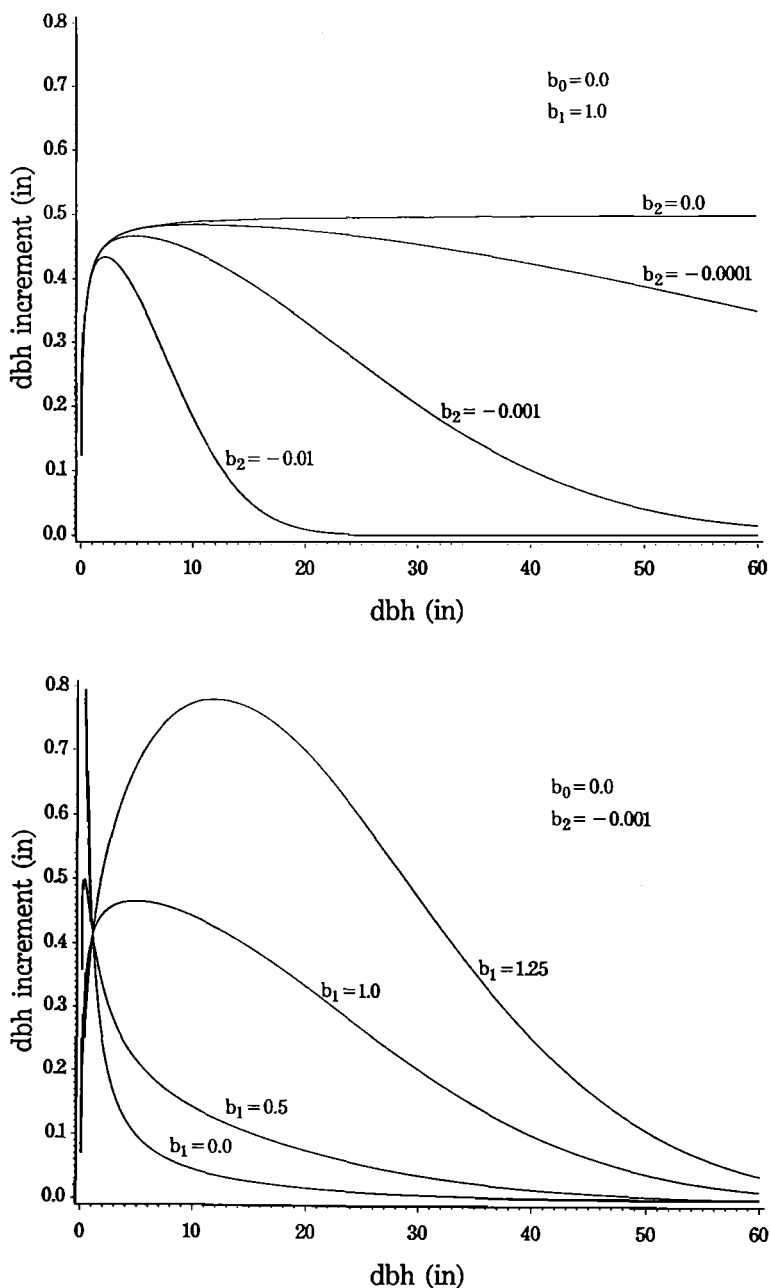 0.8
0.7
0.6
0.5
0.4
0.3
0.2
0.1
0.0
dbh increment (in)
b₀=0.0
b₁=1.0
b₂=0.0
b₂=−0.0001
b₂=−0.001
b₂=−0.01
0 10 20 30 40 50 60
dbh (in)
0.8
0.7
0.6
0.5
0.4
0.3
0.2
0.1
0.0
dbh increment (in)
b₀=0.0
b₂=−0.001
b₁=1.25
b₁=1.0
b₁=0.5
b₁=0.0
0 10 20 30 40 50 60
dbh (in)